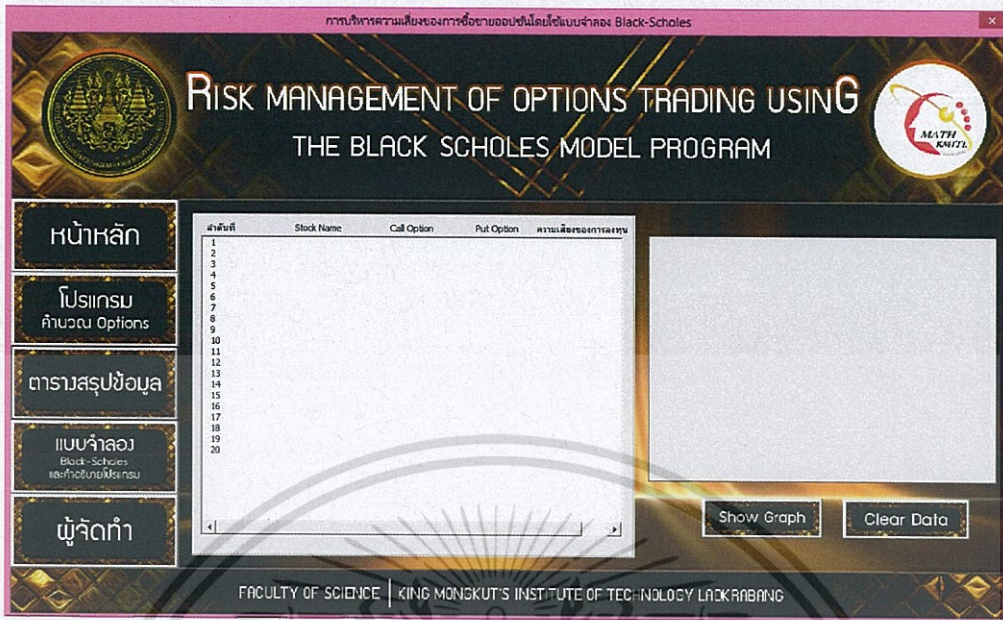 การบริหารความเสี่ยงของการซื้อขายออปชันโดยใช้แบบจำลอง Black-Scholes
RISK MANAGEMENT OF OPTIONS TRADING USING
THE BLACK SCHOLES MODEL PROGRAM
MATH
KMITL
หน้าหลัก
โปรแกรม
คำนวณ Options
ตารางสรุปข้อมูล
แบบจำลอง
Black-Scholes
และคำอธิบายโปรแกรม
ผู้จัดทำ
ลำดับที่ Stock Name Call Option Put Option ความเสี่ยงของการลงทุน
1
2
3
4
5
6
7
8
9
10
11
12
13
14
15
16
17
18
19
20
Show Graph Clear Data
FACULTY OF SCIENCE | KING MONGKUT'S INSTITUTE OF TECHNOLOGY LADKRABANG